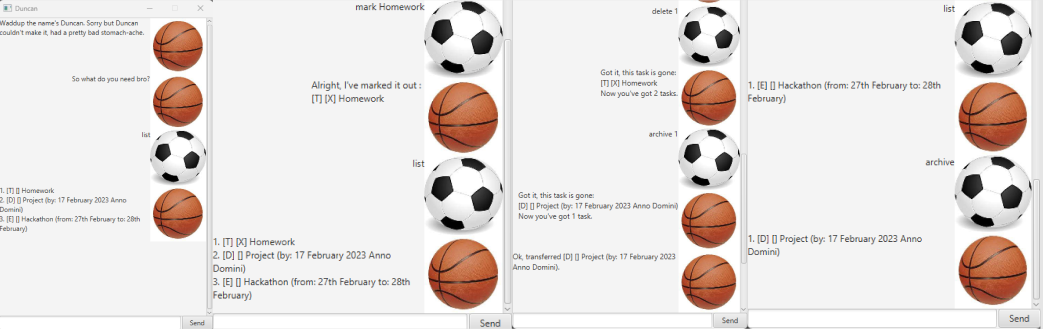 Duncan
Waddup the name's Duncan. Sorry but Duncan
couldn't make it, had a pretty bad stomach-ache.
So what do you need bro?
list
1. [T] [] Homework
2. [D] [] Project (by: 17 February 2023 Anno
Domini)
3. [E] [] Hackathon (from: 27th February to: 28th
February)
Send
mark Homework
Alright, I've marked it out :
[T] [X] Homework
list
1. [T] [X] Homework
2. [D] [] Project (by: 17 February 2023 Anno
Domini)
3. [E] [] Hackathon (from: 27th February to: 28th
February)
Send
delete 1
Got it, this task is gone:
[T] [X] Homework
Now you've got 2 tasks.
archive 1
Got it, this task is gone:
[D] [] Project (by: 17 February 2023 Anno Domini)
Now you've got 1 task.
Ok, transferred [D] [] Project (by: 17 February 2023
Anno Domini).
Send
list
1. [E] [] Hackathon (from: 27th February to: 28th
February)
archive
1. [D] [] Project (by: 17 February 2023 Anno
Domini)
Send